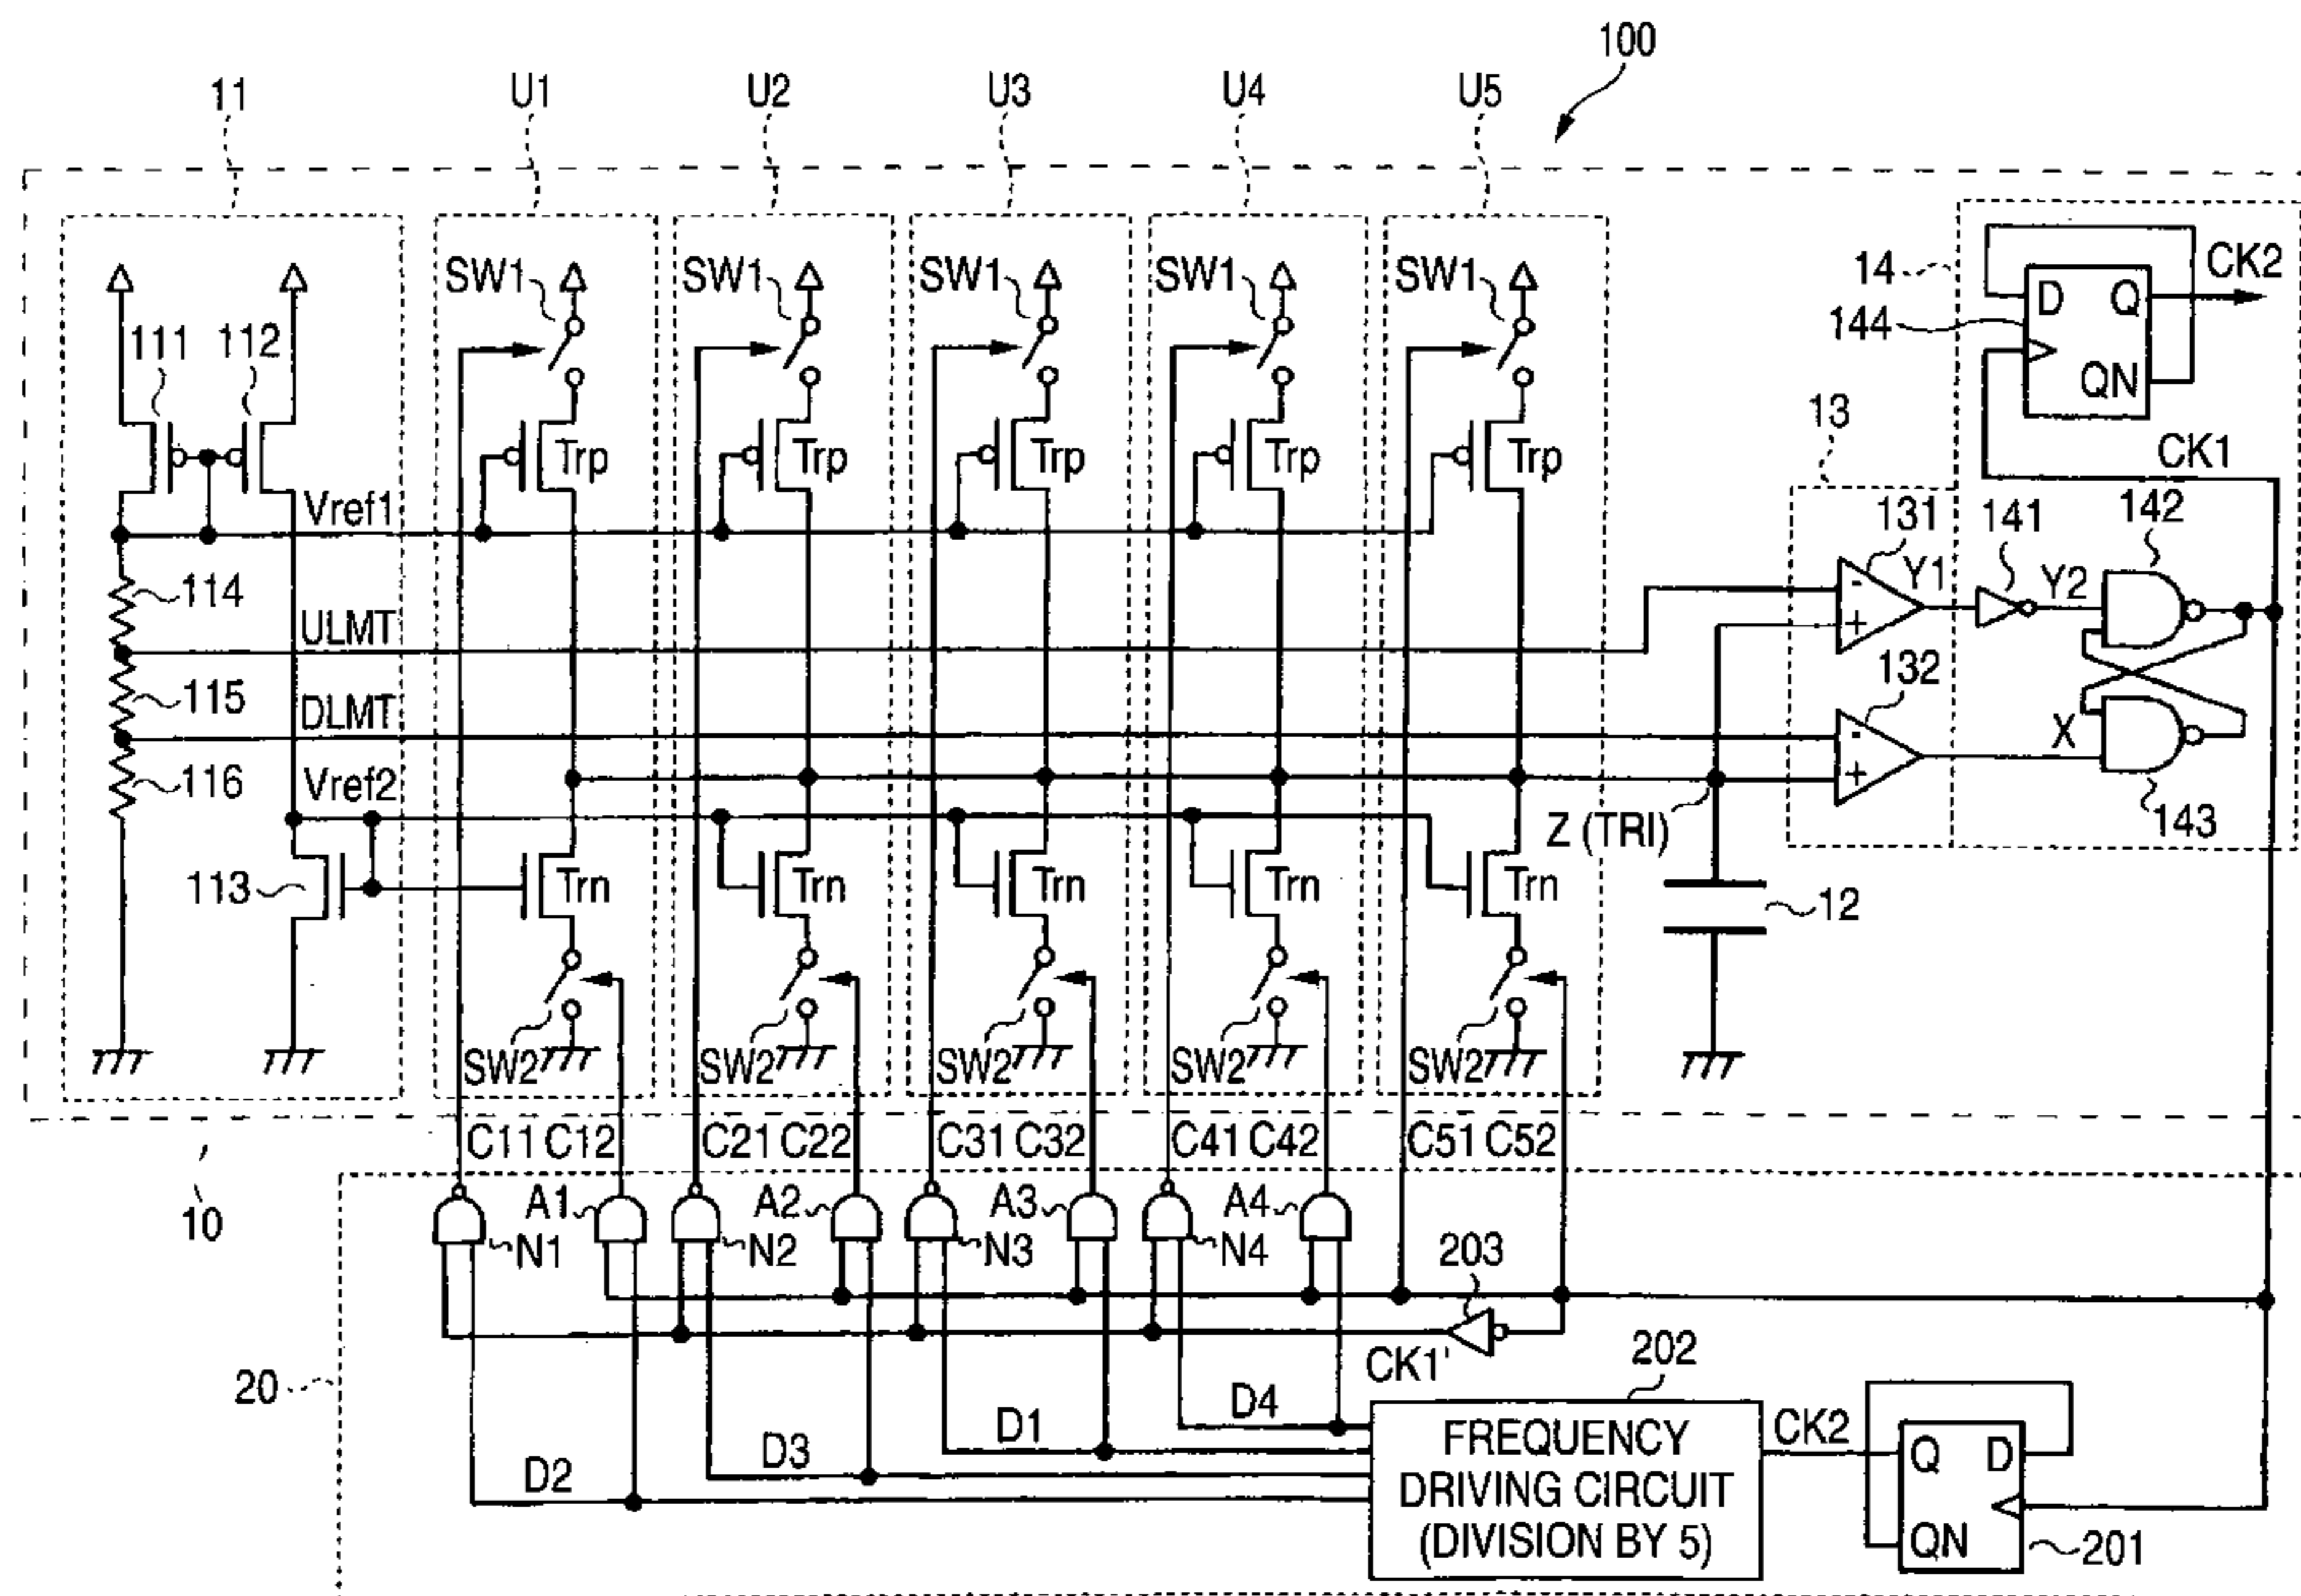 100
11 U1 U2 U3 U4 U5
SW1 SW1 SW1 SW1 SW1
14 D Q CK2
144 QN
111 112
13 CK1
Trp Trp Trp Trp Trp
Vref1
131 141 142
114 - Y1 Y2
ULMT +
132
115 DLMT - X
116 Vref2 +
Z (TRI) 143
113 Trn Trn Trn Trn Trn
12
SW2 SW2 SW2 SW2 SW2
C11 C12 C21 C22 C31 C32 C41 C42 C51 C52
10 A1 N1 A2 N2 A3 N3 A4 N4 203
20 CK1' 202
D4
D1 FREQUENCY CK2 Q D
D3 DRIVING CIRCUIT
D2 (DIVISION BY 5) QN 201